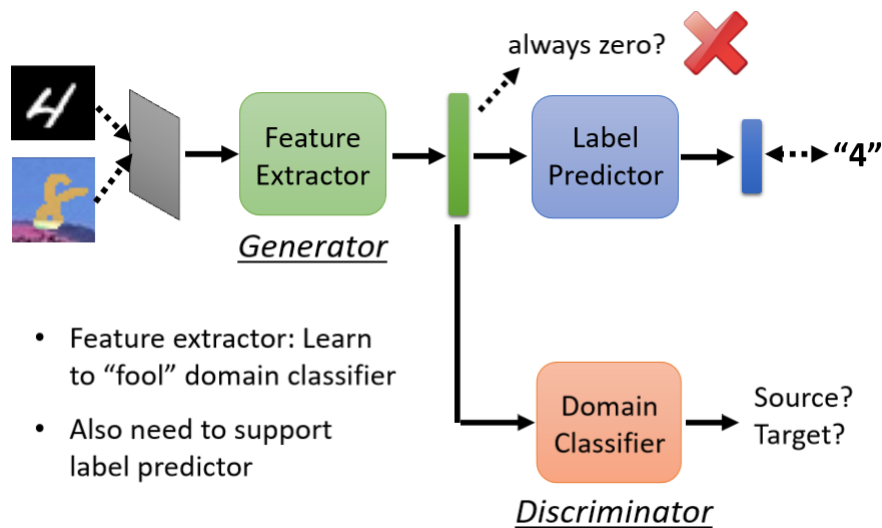 always zero?
Feature
Extractor
Label
Predictor
“4”
Generator
• Feature extractor: Learn
to “fool” domain classifier
• Also need to support
label predictor
Domain
Classifier
Source?
Target?
Discriminator